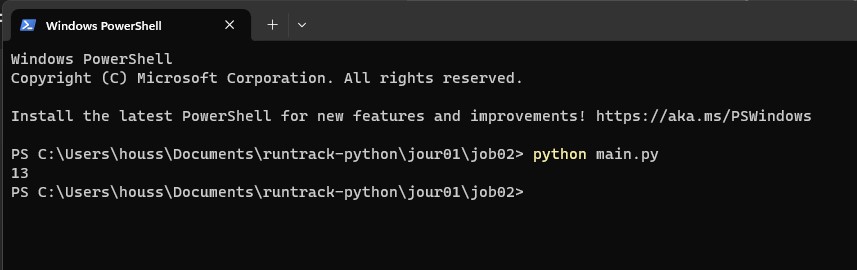 Windows PowerShell
Windows PowerShell
Copyright (C) Microsoft Corporation. All rights reserved.
Install the latest PowerShell for new features and improvements! https://aka.ms/PSWindows
PS C:\Users\houss\Documents\runtrack-python\jour01\job02> python main.py
13
PS C:\Users\houss\Documents\runtrack-python\jour01\job02>